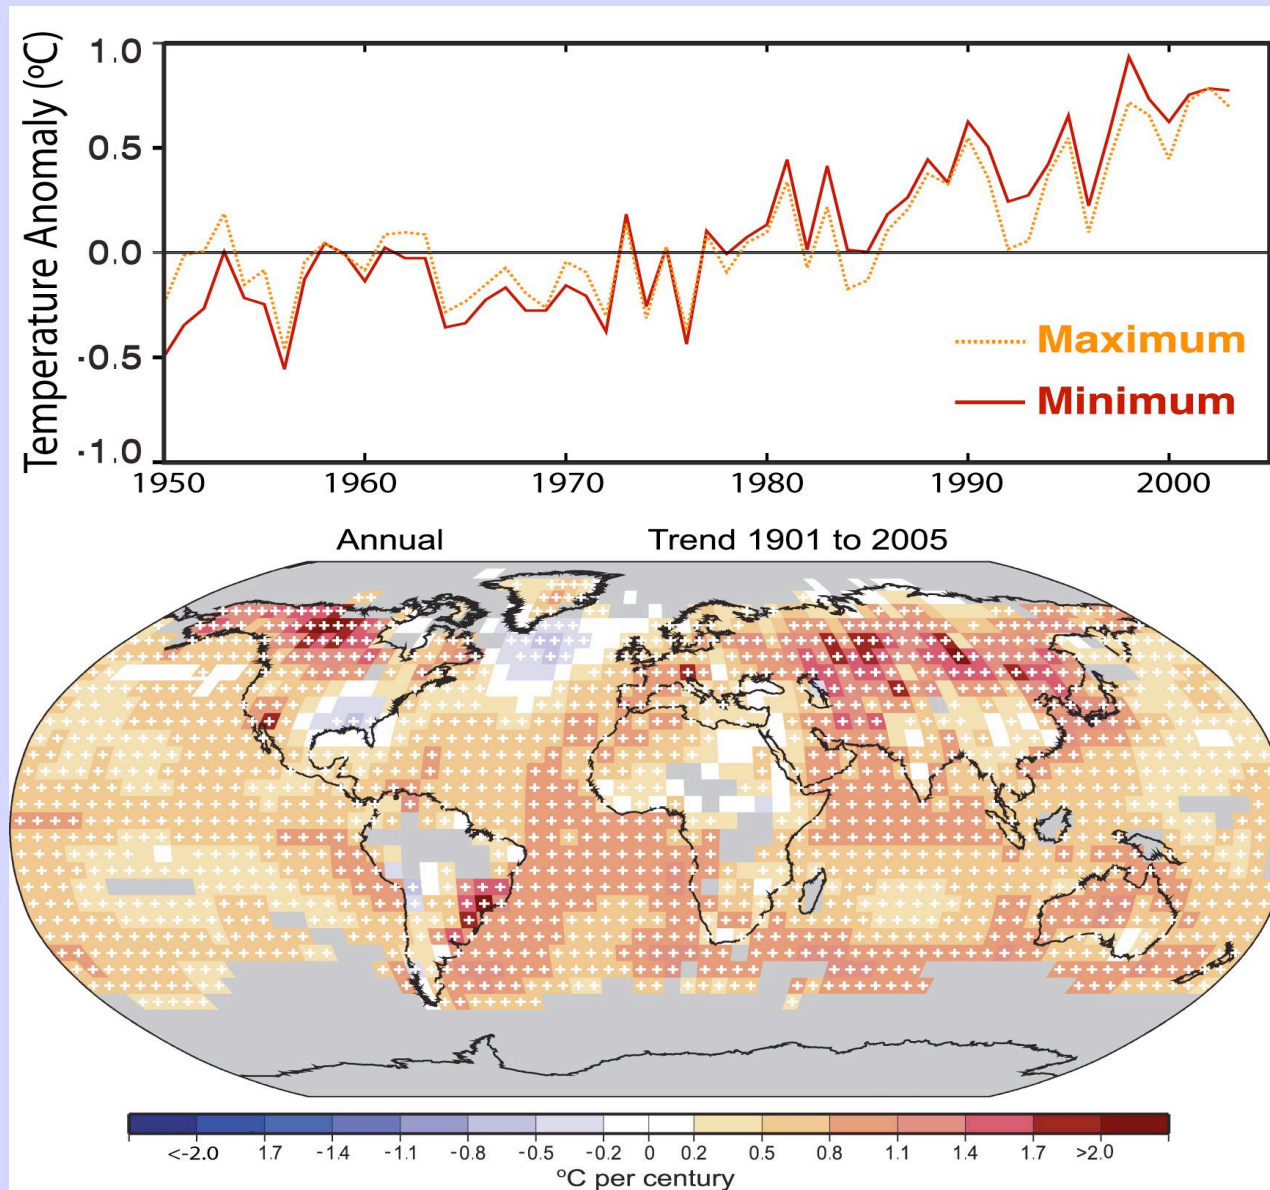 Temperature Anomaly (ºC)
1.0
0.5
0.0
-0.5
-1.0
Maximum
Minimum
1950 1960 1970 1980 1990 2000
Annual Trend 1901 to 2005
<-2.0 1.7 -1.4 -1.1 -0.8 -0.5 -0.2 0 0.2 0.5 0.8 1.1 1.4 1.7 >2.0
ºC per century